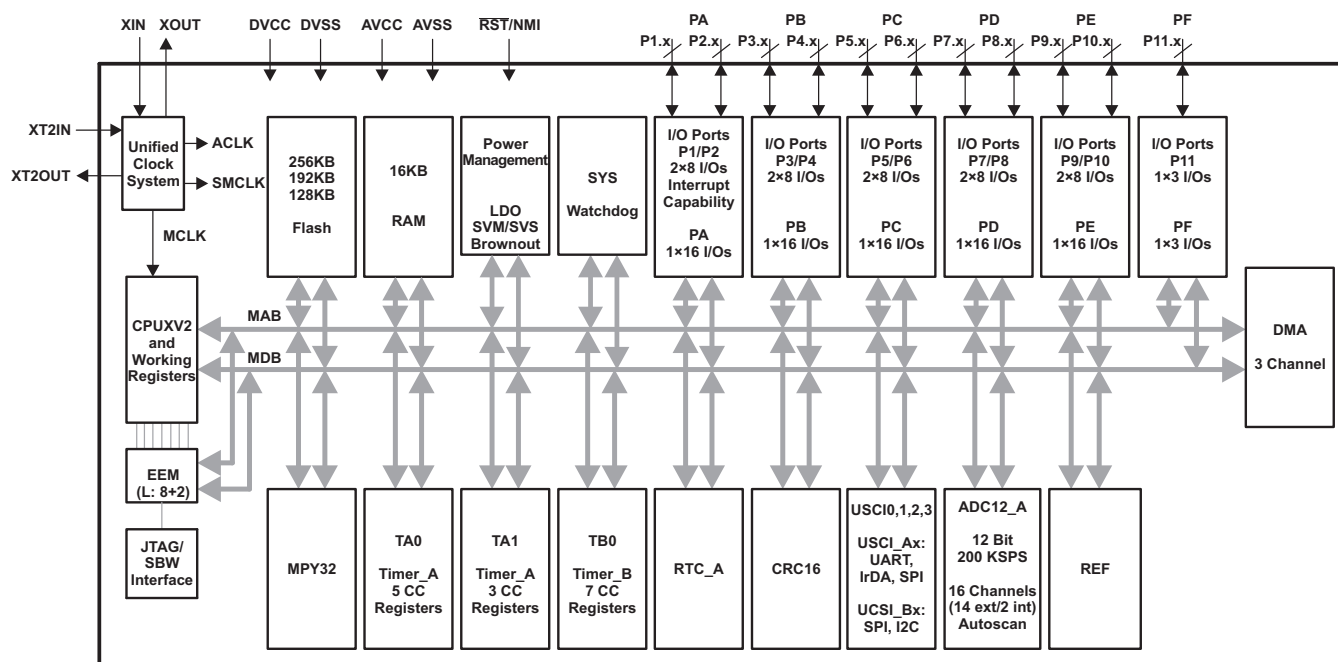 XIN XOUT DVCC DVSS AVCC AVSS RST/NMI PA PB PC PD PE PF
P1.x P2.x P3.x P4.x P5.x P6.x P7.x P8.x P9.x P10.x P11.x
XT2IN
XT2OUT
Unified
Clock
System
ACLK
SMCLK
MCLK
256KB
192KB
128KB
Flash
16KB
RAM
Power
Management
LDO
SVM/SVS
Brownout
SYS
Watchdog
I/O Ports
P1/P2
2×8 I/Os
Interrupt
Capability
PA
1×16 I/Os
I/O Ports
P3/P4
2×8 I/Os
PB
1×16 I/Os
I/O Ports
P5/P6
2×8 I/Os
PC
1×16 I/Os
I/O Ports
P7/P8
2×8 I/Os
PD
1×16 I/Os
I/O Ports
P9/P10
2×8 I/Os
PE
1×16 I/Os
I/O Ports
P11
1×3 I/Os
PF
1×3 I/Os
CPUXV2
and
Working
Registers
MAB
MDB
DMA
3 Channel
EEM
(L: 8+2)
JTAG/
SBW
Interface
MPY32
TA0
Timer_A
5 CC
Registers
TA1
Timer_A
3 CC
Registers
TB0
Timer_B
7 CC
Registers
RTC_A
CRC16
USCI0,1,2,3
USCI_Ax:
UART,
IrDA, SPI
UCSI_Bx:
SPI, I2C
ADC12_A
12 Bit
200 KSPS
16 Channels
(14 ext/2 int)
Autoscan
REF